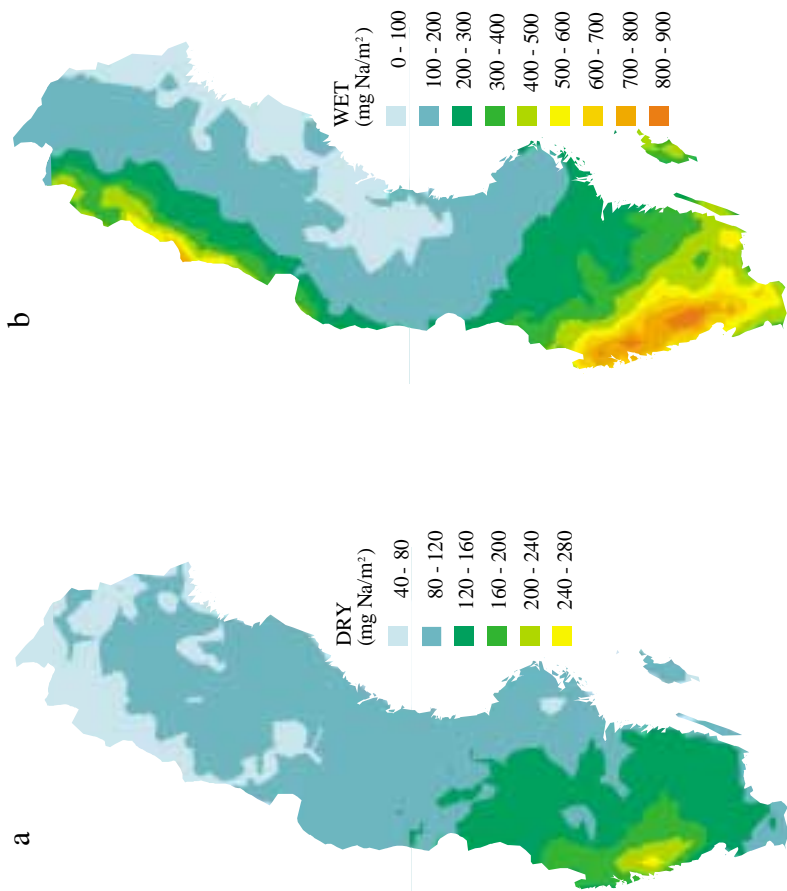 a
DRY
(mg Na/m²)
40 - 80
80 - 120
120 - 160
160 - 200
200 - 240
240 - 280
b
WET
(mg Na/m²)
0 - 100
100 - 200
200 - 300
300 - 400
400 - 500
500 - 600
600 - 700
700 - 800
800 - 900